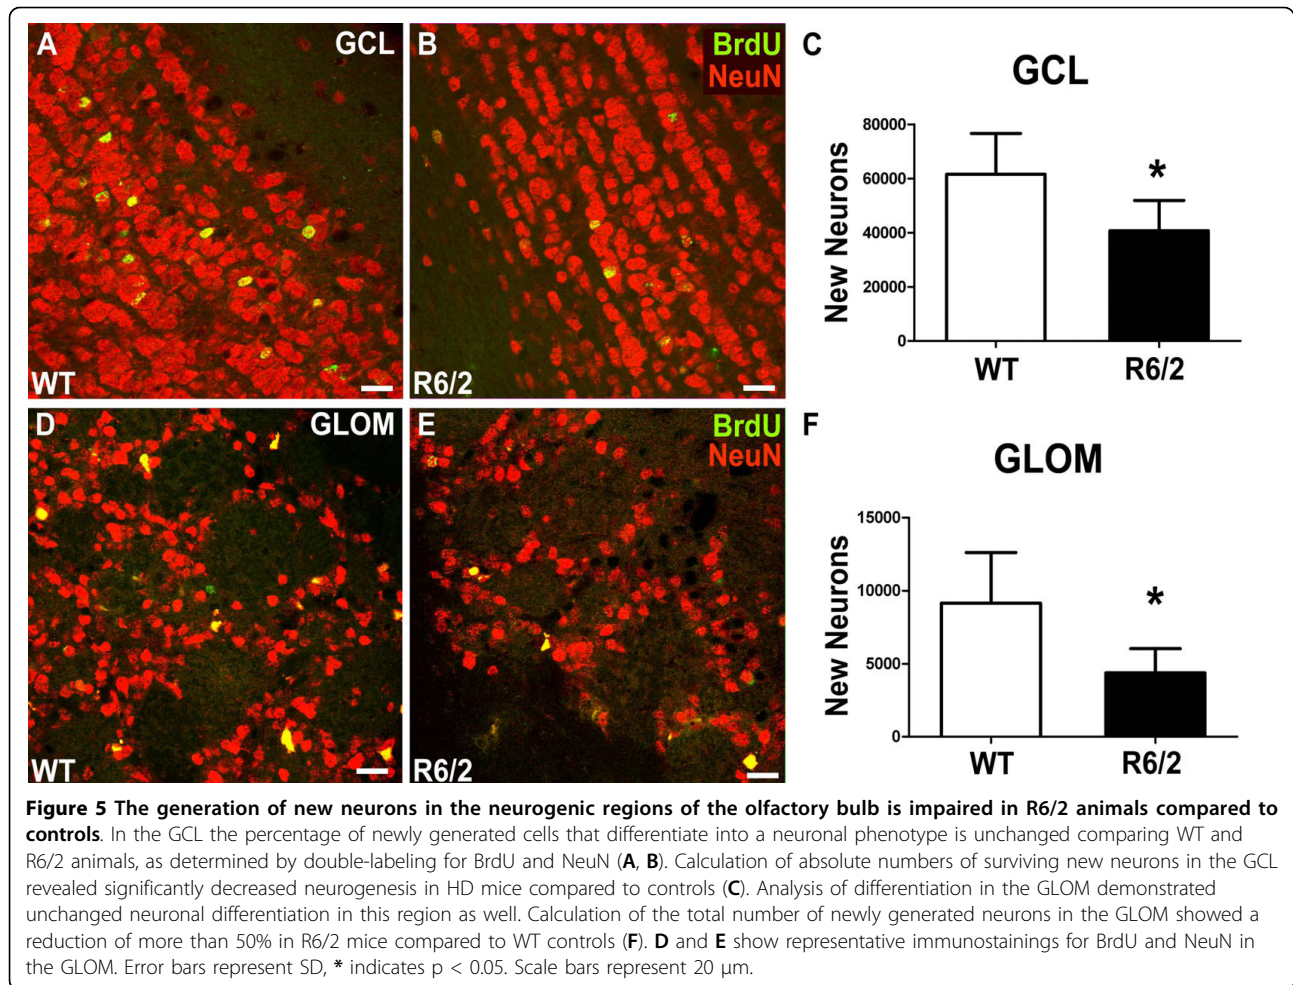 A
GCL
WT
B
BrdU
NeuN
R6/2
C
GCL
New Neurons
80000
60000
40000
20000
0
*
WT
R6/2
D
GLOM
WT
E
BrdU
NeuN
R6/2
F
GLOM
New Neurons
15000
10000
5000
0
*
WT
R6/2
Figure 5 The generation of new neurons in the neurogenic regions of the olfactory bulb is impaired in R6/2 animals compared to
controls. In the GCL the percentage of newly generated cells that differentiate into a neuronal phenotype is unchanged comparing WT and
R6/2 animals, as determined by double-labeling for BrdU and NeuN (A, B). Calculation of absolute numbers of surviving new neurons in the GCL
revealed significantly decreased neurogenesis in HD mice compared to controls (C). Analysis of differentiation in the GLOM demonstrated
unchanged neuronal differentiation in this region as well. Calculation of the total number of newly generated neurons in the GLOM showed a
reduction of more than 50% in R6/2 mice compared to WT controls (F). D and E show representative immunostainings for BrdU and NeuN in
the GLOM. Error bars represent SD, * indicates p < 0.05. Scale bars represent 20 μm.